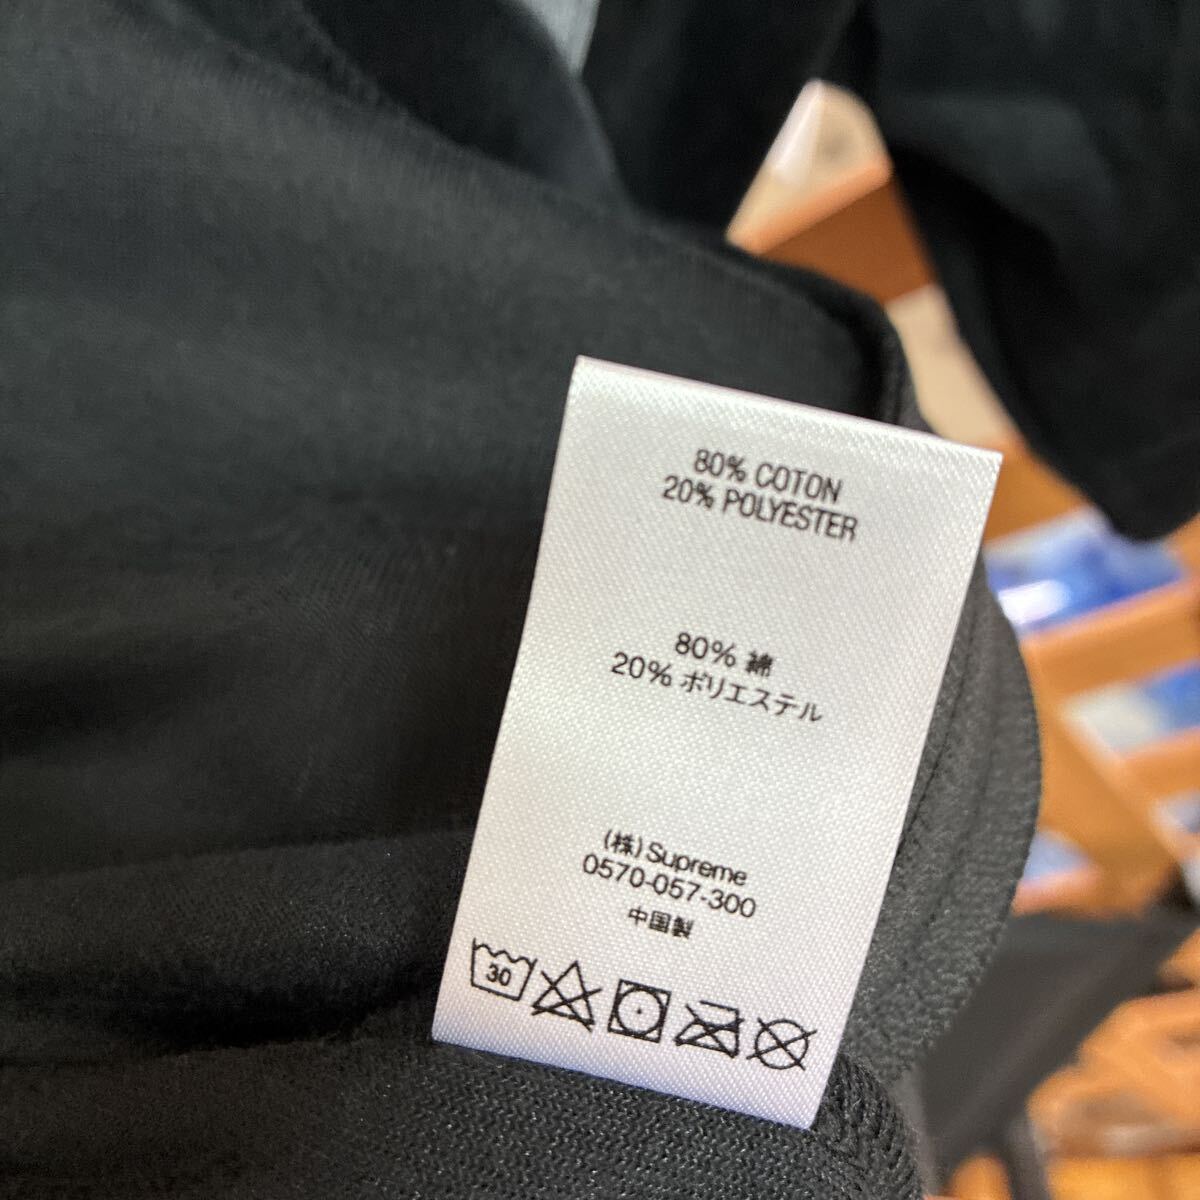 80% COTON
20% POLYESTER
80% 綿
20% ポリエステル
(株) Supreme
0570-057-300
中国製
30